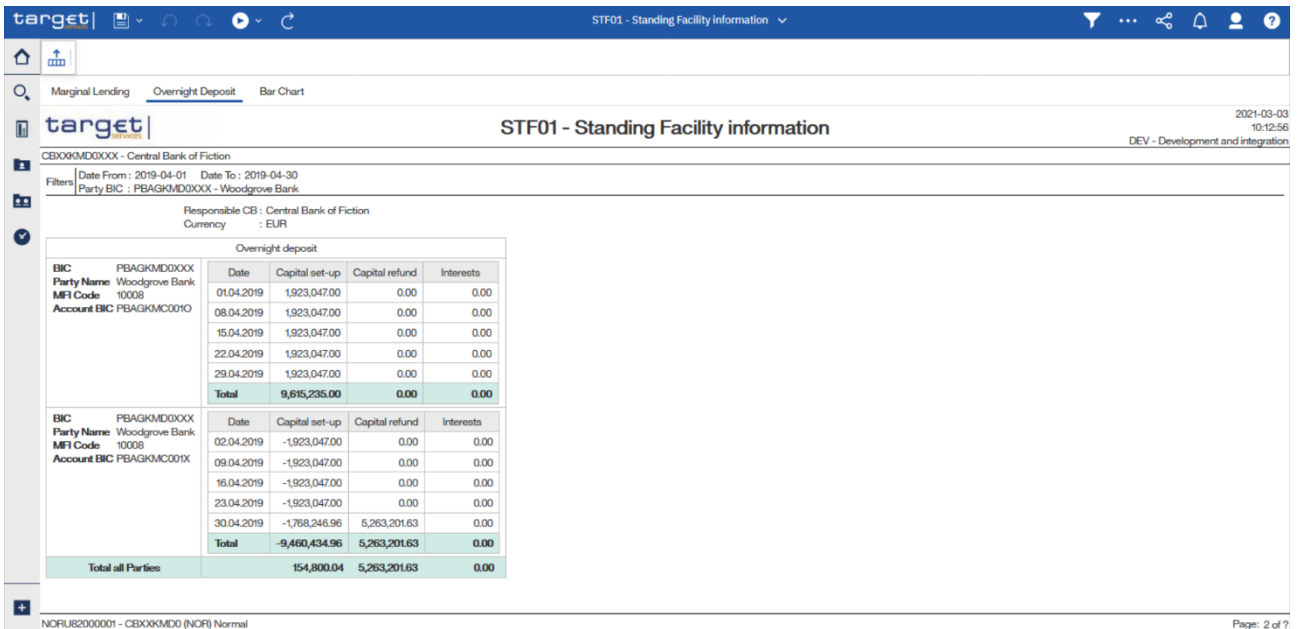 target| services STF01 - Standing Facility information
Marginal Lending Overnight Deposit Bar Chart
target| services STF01 - Standing Facility information
2021-03-03
10:12:56
DEV - Development and integration
CBXXKMD0XXX - Central Bank of Fiction
Filters
Date From : 2019-04-01 Date To : 2019-04-30
Party BIC : PBAGKMD0XXX - Woodgrove Bank
Responsible CB : Central Bank of Fiction
Currency : EUR
Overnight deposit
BIC PBAGKMD0XXX
Party Name Woodgrove Bank
MFI Code 10008
Account BIC PBAGKMC001O
Date Capital set-up Capital refund Interests
01.04.2019 1,923,047.00 0.00 0.00
08.04.2019 1,923,047.00 0.00 0.00
15.04.2019 1,923,047.00 0.00 0.00
22.04.2019 1,923,047.00 0.00 0.00
29.04.2019 1,923,047.00 0.00 0.00
Total 9,615,235.00 0.00 0.00
BIC PBAGKMD0XXX
Party Name Woodgrove Bank
MFI Code 10008
Account BIC PBAGKMC001X
Date Capital set-up Capital refund Interests
02.04.2019 -1,923,047.00 0.00 0.00
09.04.2019 -1,923,047.00 0.00 0.00
16.04.2019 -1,923,047.00 0.00 0.00
23.04.2019 -1,923,047.00 0.00 0.00
30.04.2019 -1,768,246.96 5,263,201.63 0.00
Total -9,460,434.96 5,263,201.63 0.00
Total all Parties 154,800.04 5,263,201.63 0.00
NORU82000001 - CBXXKMD0 (NOR) Normal
Page: 2 of ?